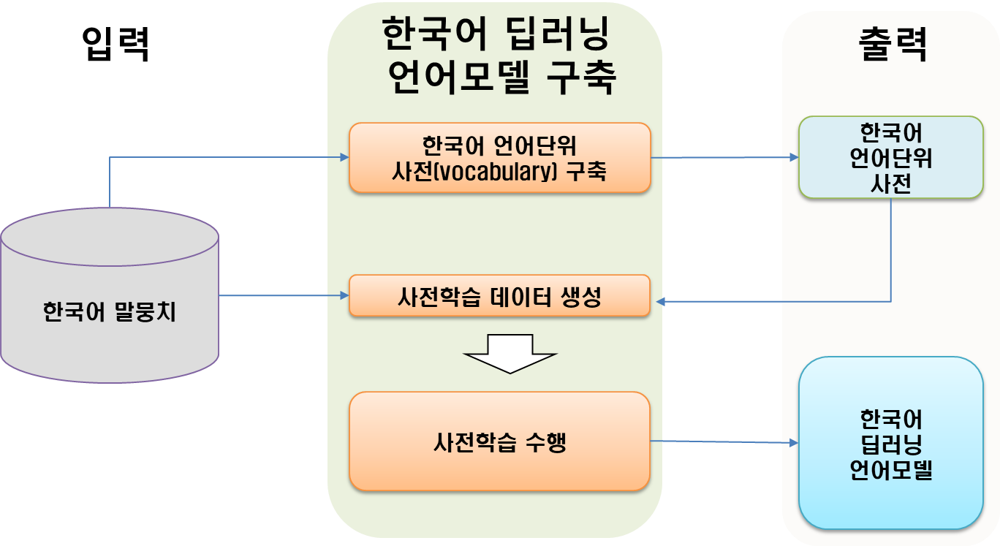 입력
한국어 딥러닝
언어모델 구축
출력
한국어 언어단위
사전(vocabulary) 구축
한국어
언어단위
사전
한국어 말뭉치
사전학습 데이터 생성
사전학습 수행
한국어
딥러닝
언어모델